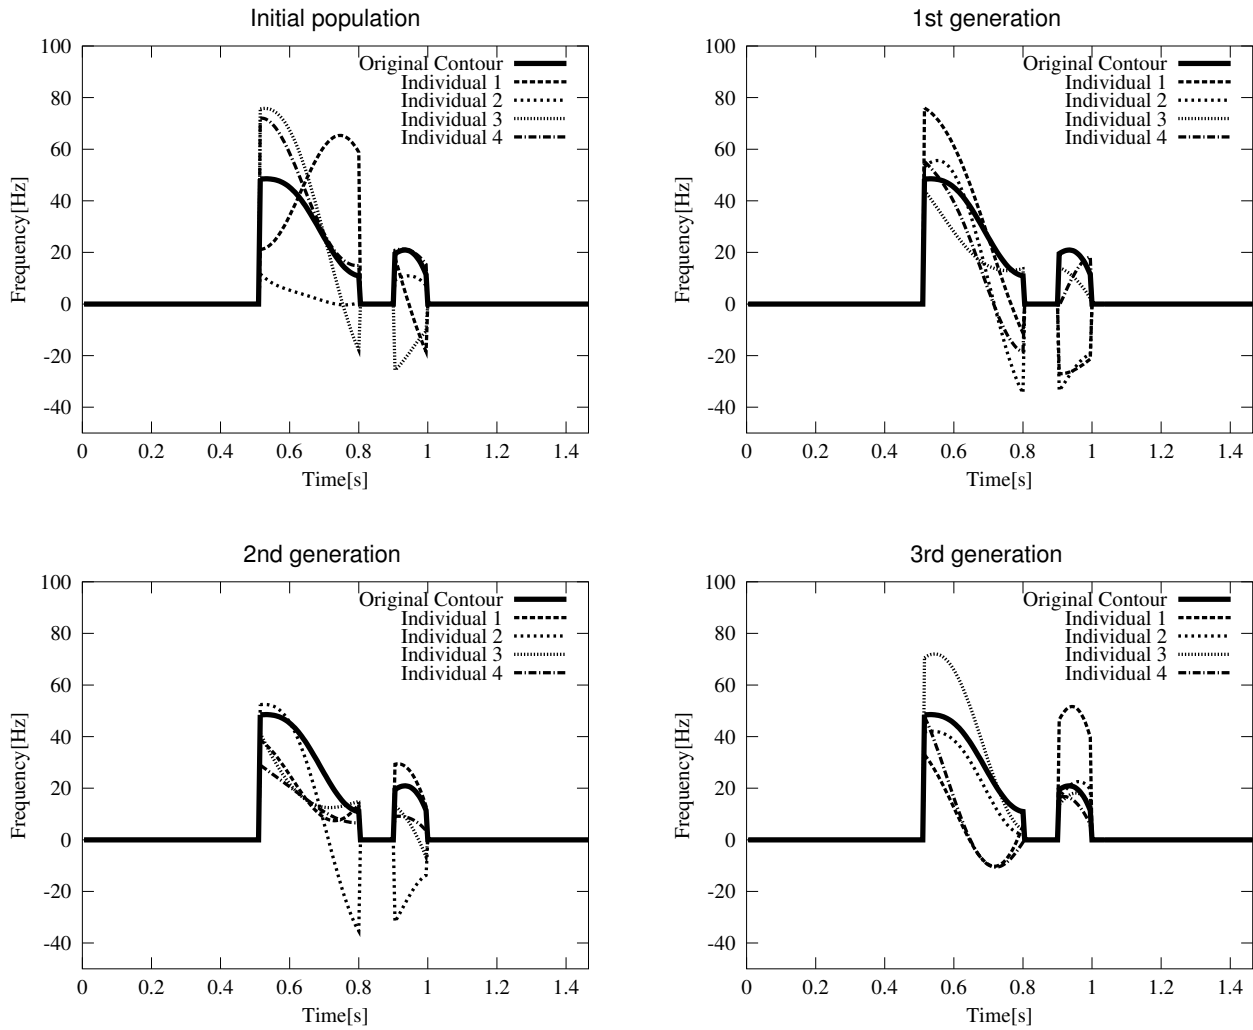 Initial population
100
80
60
40
20
0
-20
-40
Frequency[Hz]
Original Contour
Individual 1
Individual 2
Individual 3
Individual 4
0 0.2 0.4 0.6 0.8 1 1.2 1.4
Time[s]
1st generation
100
80
60
40
20
0
-20
-40
Frequency[Hz]
Original Contour
Individual 1
Individual 2
Individual 3
Individual 4
0 0.2 0.4 0.6 0.8 1 1.2 1.4
Time[s]
2nd generation
100
80
60
40
20
0
-20
-40
Frequency[Hz]
Original Contour
Individual 1
Individual 2
Individual 3
Individual 4
0 0.2 0.4 0.6 0.8 1 1.2 1.4
Time[s]
3rd generation
100
80
60
40
20
0
-20
-40
Frequency[Hz]
Original Contour
Individual 1
Individual 2
Individual 3
Individual 4
0 0.2 0.4 0.6 0.8 1 1.2 1.4
Time[s]